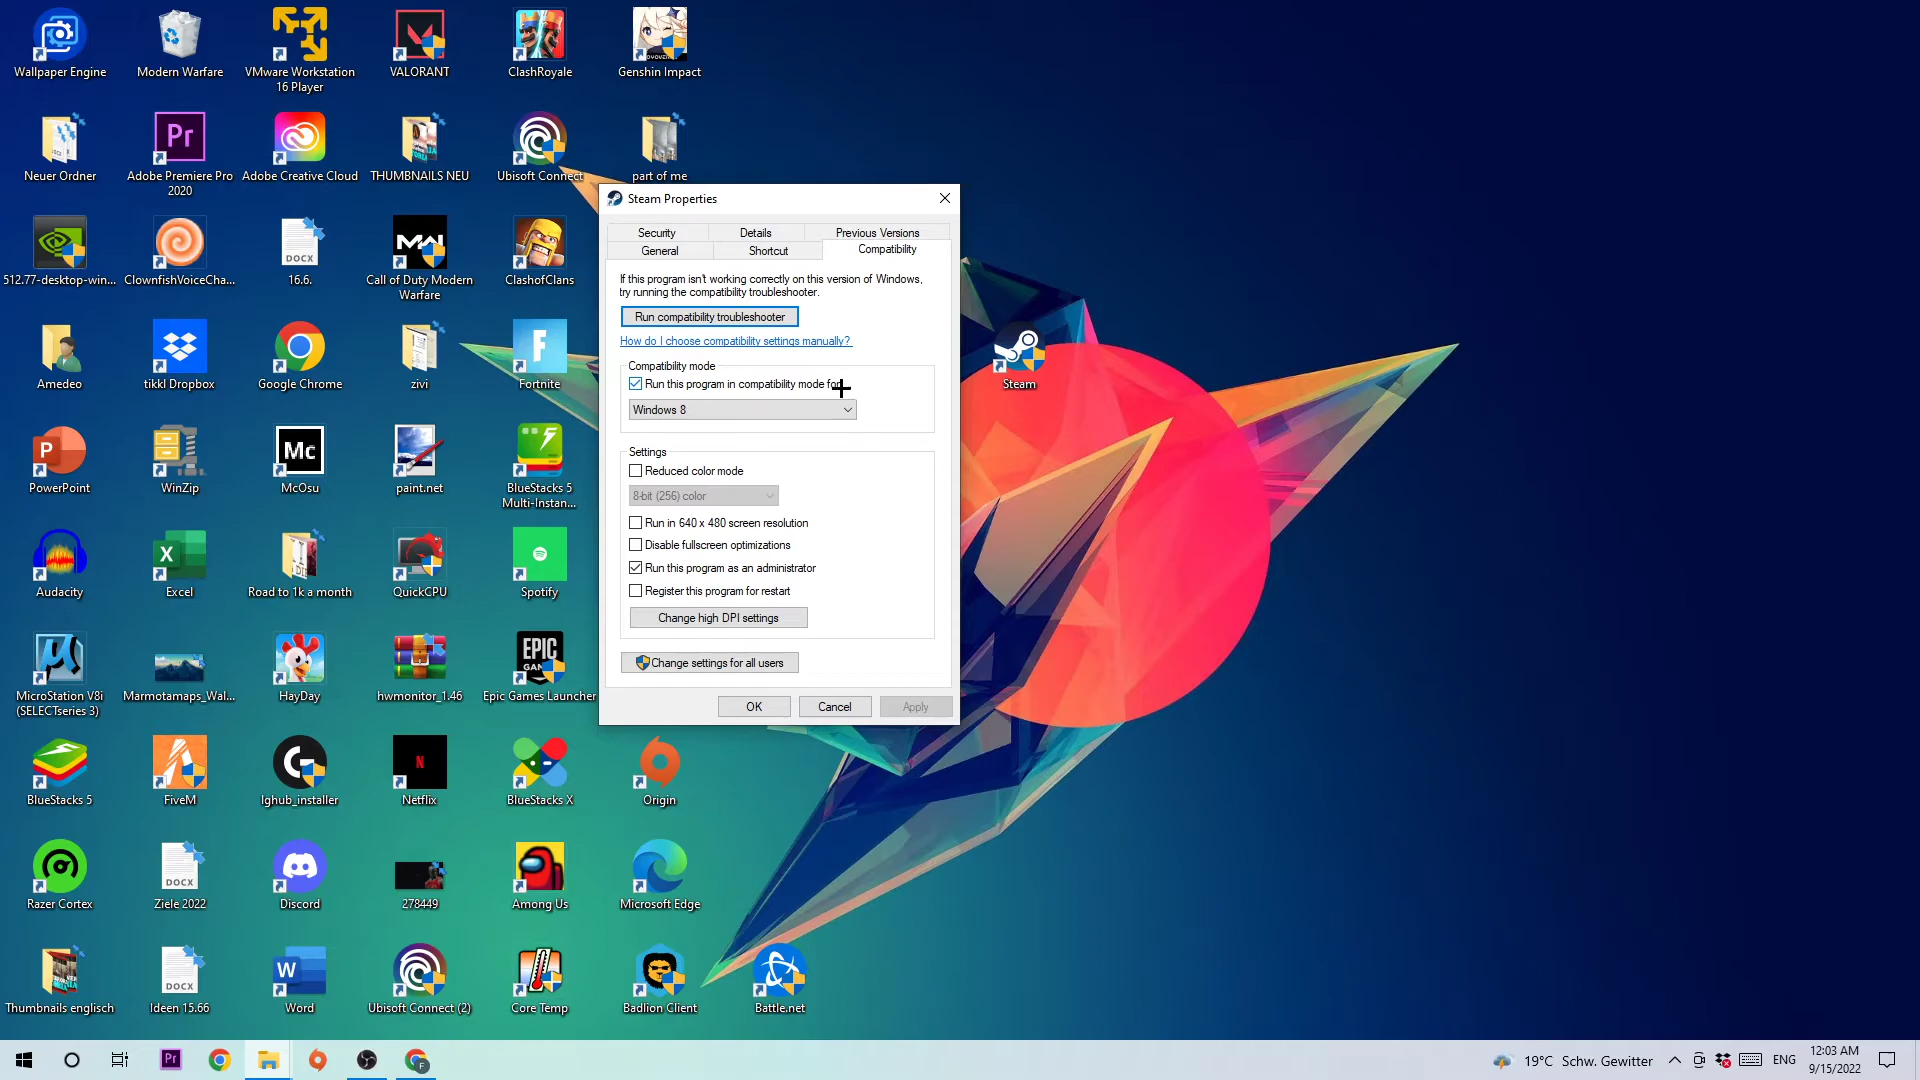 Wallpaper Engine
Modern Warfare
VMware Workstation
16 Player
VALORANT
ClashRoyale
Genshin Impact
Neuer Ordner
Adobe Premiere Pro
2020
Adobe Creative Cloud
THUMBNAILS NEU
Ubisoft Connect
part of me
512.77-desktop-win...
ClownfishVoiceCha...
DOCX
16.6.
Call of Duty Modern
Warfare
ClashofClans
Amedeo
tikkl Dropbox
Google Chrome
zivi
Fortnite
PowerPoint
WinZip
Mc
McOsu
paint.net
BlueStacks 5
Multi-Instan...
Audacity
Excel
Road to 1k a month
QuickCPU
Spotify
MicroStation V8i
(SELECTseries 3)
Marmotamaps_Wal...
HayDay
hwmonitor_1.46
EPIC
Epic Games Launcher
BlueStacks 5
FiveM
lghub_installer
Netflix
BlueStacks X
Origin
Razer Cortex
DOCX
Ziele 2022
Discord
278449
Among Us
Microsoft Edge
Thumbnails englisch
DOCX
Ideen 15.66
Word
Ubisoft Connect (2)
Core Temp
Badlion Client
Battle.net
Steam
Steam Properties
Security
Details
Previous Versions
General
Shortcut
Compatibility
If this program isn't working correctly on this version of Windows,
try running the compatibility troubleshooter.
Run compatibility troubleshooter
How do I choose compatibility settings manually?
Compatibility mode
Run this program in compatibility mode for
Windows 8
Settings
Reduced color mode
8-bit (256) color
Run in 640 x 480 screen resolution
Disable fullscreen optimizations
Run this program as an administrator
Register this program for restart
Change high DPI settings
Change settings for all users
OK
Cancel
Apply
Pr
19°C Schw. Gewitter
ENG
12:03 AM
9/15/2022